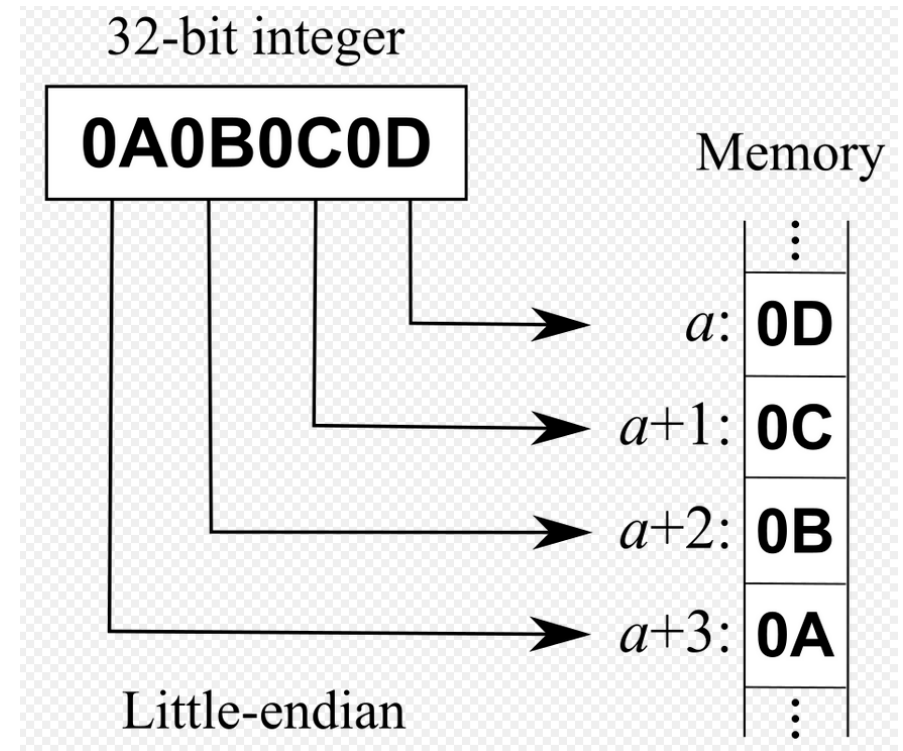 32-bit integer
0A0B0C0D
Memory
a: 0D
a+1: 0C
a+2: 0B
a+3: 0A
Little-endian